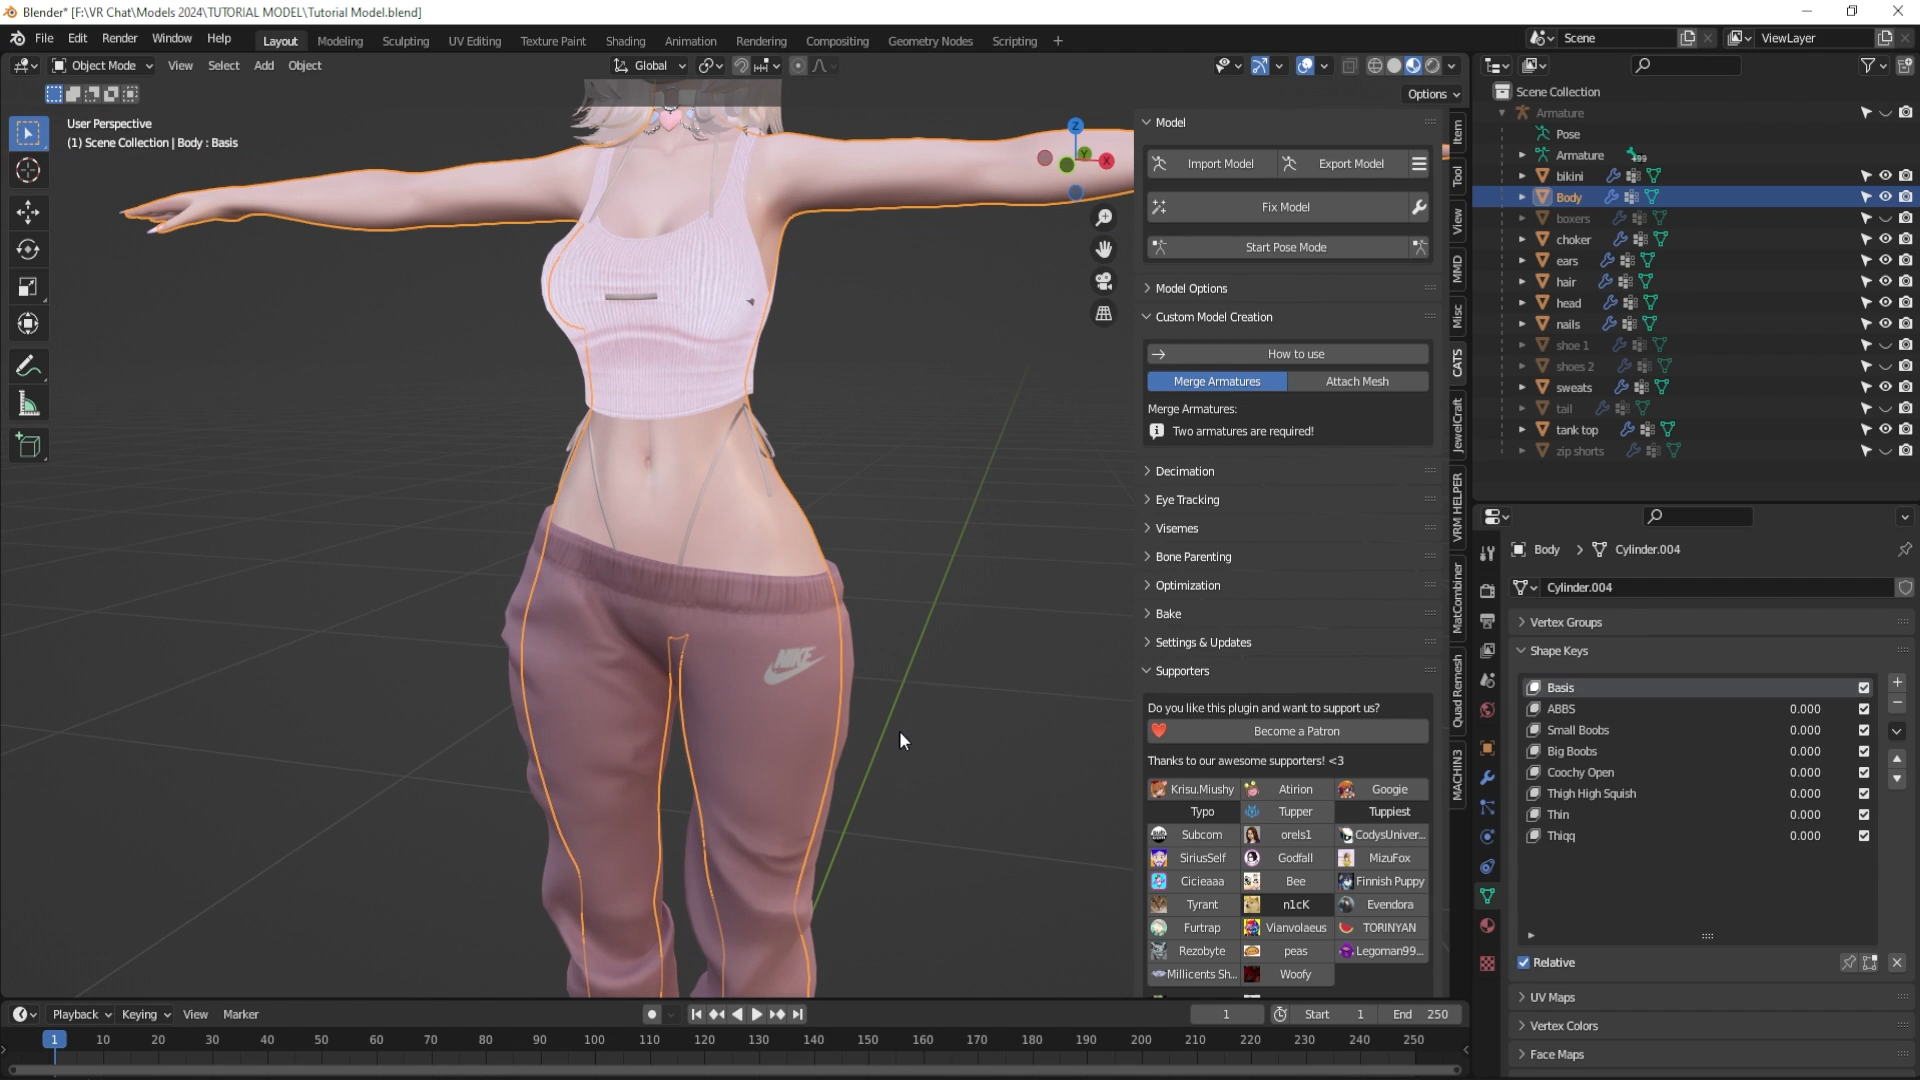 Blender* [F:\VR Chat\Models 2024\TUTORIAL MODEL\Tutorial Model.blend]
File Edit Render Window Help Layout Modeling Sculpting UV Editing Texture Paint Shading Animation Rendering Compositing Geometry Nodes Scripting + Scene ViewLayer
Object Mode View Select Add Object Global
Options
User Perspective
(1) Scene Collection | Body : Basis
Z
Y
X
NIKE
Model
Import Model Export Model
Fix Model
Start Pose Mode
Model Options
Custom Model Creation
How to use
Merge Armatures Attach Mesh
Merge Armatures:
Two armatures are required!
Decimation
Eye Tracking
Visemes
Bone Parenting
Optimization
Bake
Settings & Updates
Supporters
Do you like this plugin and want to support us?
Become a Patron
Thanks to our awesome supporters! <3
Krisu.Miushy Atirion Googie
Typo Tupper Tuppiest
Subcom orels1 CodysUniver...
SiriusSelf Godfall MizuFox
Cicieaaa Bee Finnish Puppy
Tyrant n1cK Evendora
Furtrap Vianvolaeus TORINYAN
Rezobyte peas Legoman99...
Millicents Sh... Woofy
Item
Tool
View
MMD
Misc
CATS
JewelCraft
VRM HELPER
MatCombiner
Quad Remesh
MACHIN3
Scene Collection
Armature
Pose
Armature 499
bikini
Body
boxers
choker
ears
hair
head
nails
shoe 1
shoes 2
sweats
tail
tank top
zip shorts
Body > Cylinder.004
Cylinder.004
Vertex Groups
Shape Keys
Basis
ABBS 0.000
Small Boobs 0.000
Big Boobs 0.000
Coochy Open 0.000
Thigh High Squish 0.000
Thin 0.000
Thiqq 0.000
Relative
UV Maps
Vertex Colors
Face Maps
Playback Keying View Marker 1 Start 1 End 250
1 10 20 30 40 50 60 70 80 90 100 110 120 130 140 150 160 170 180 190 200 210 220 230 240 250